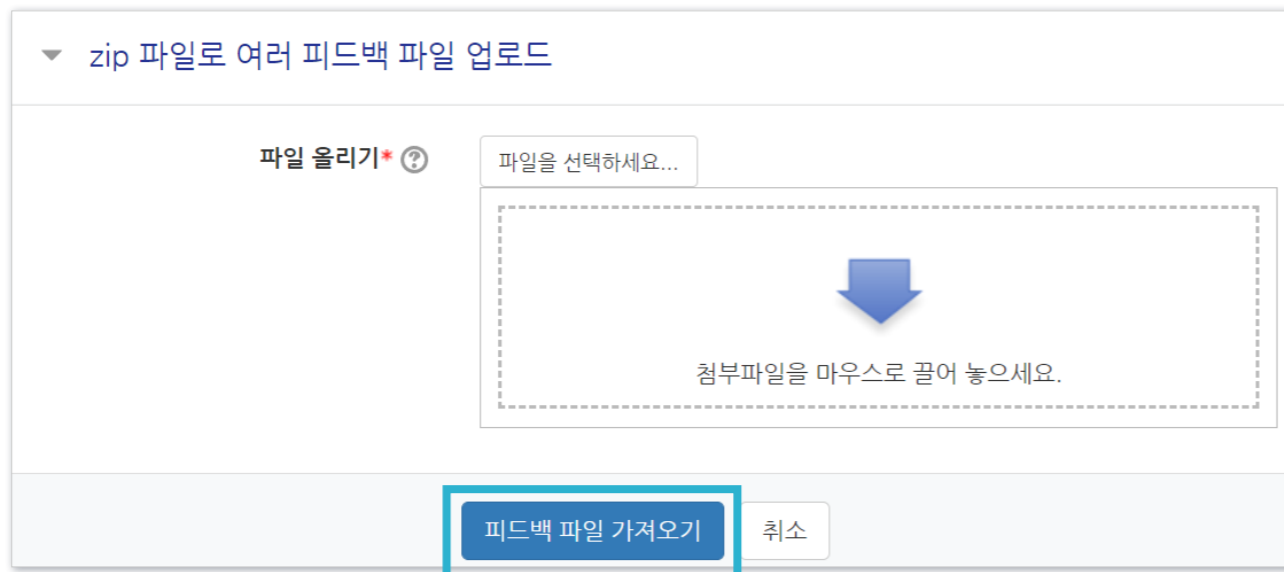 zip 파일로 여러 피드백 파일 업로드
파일 올리기*
파일을 선택하세요...
첨부파일을 마우스로 끌어 놓으세요.
피드백 파일 가져오기 취소